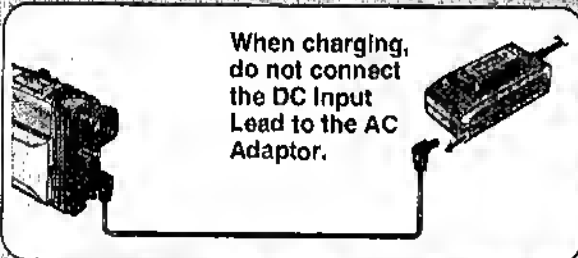 When charging,
do not connect
the DC Input
Lead to the AC
Adaptor.